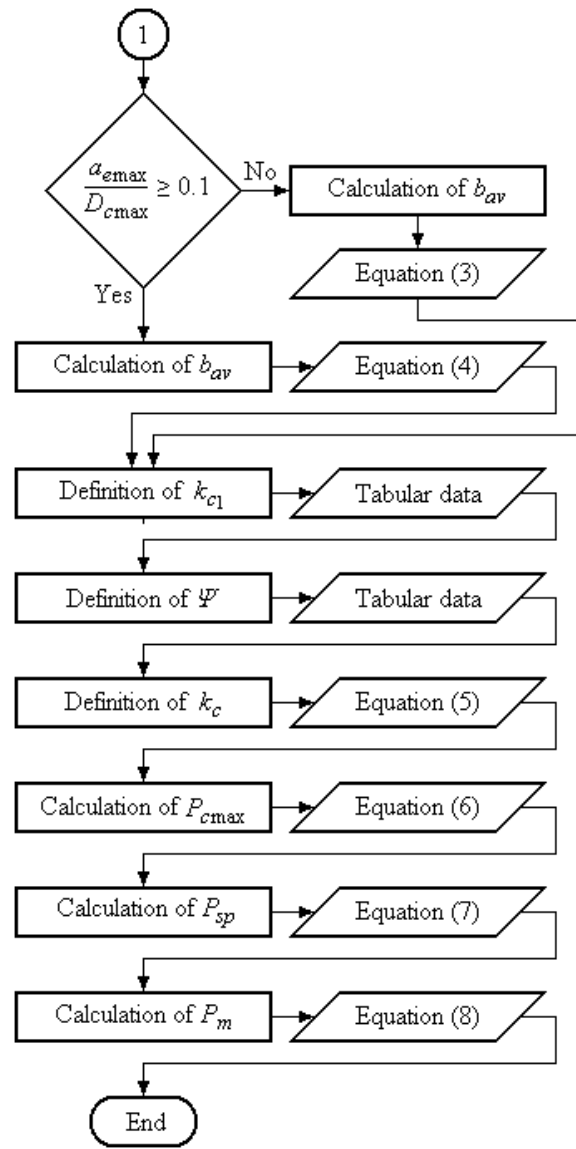 1
a_emax / D_cmax ≥ 0.1
No
Calculation of b_av
Equation (3)
Yes
Calculation of b_av
Equation (4)
Definition of k_c1
Tabular data
Definition of Ψ
Tabular data
Definition of k_c
Equation (5)
Calculation of P_cmax
Equation (6)
Calculation of P_sp
Equation (7)
Calculation of P_m
Equation (8)
End